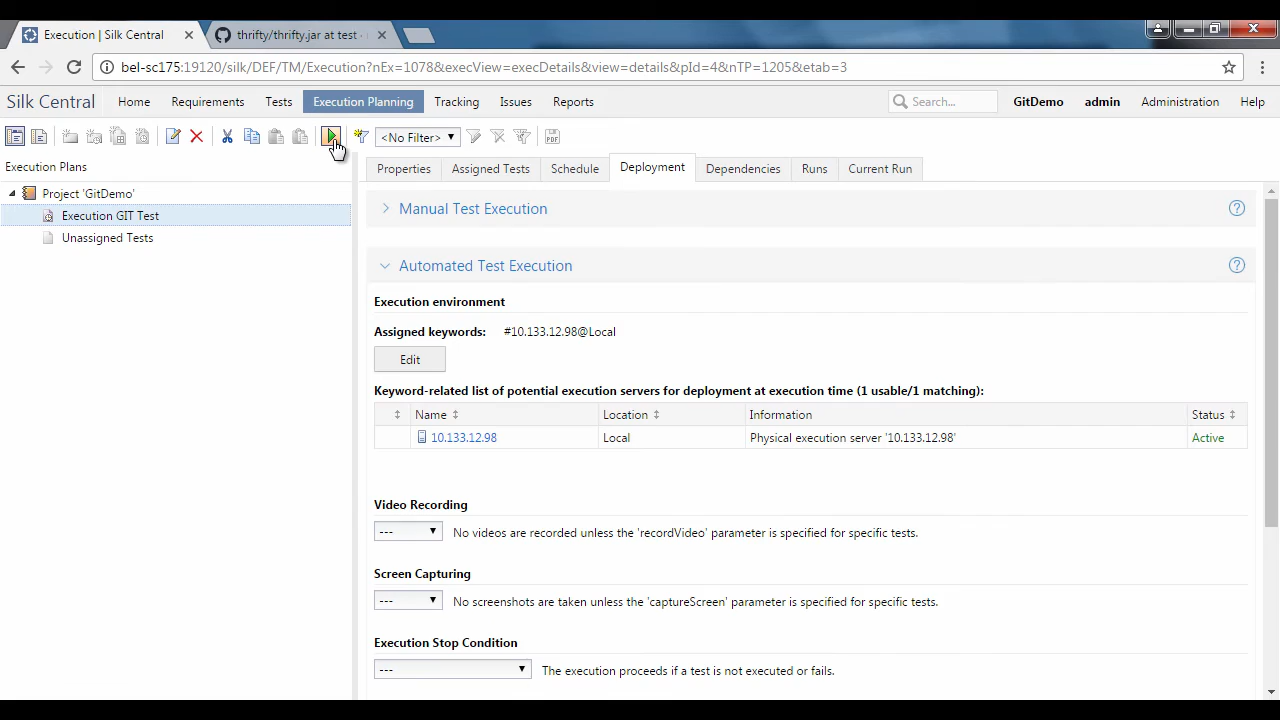 Execution | Silk Central
thrifty/thrifty.jar at test ·
bel-sc175:19120/silk/DEF/TM/Execution?nEx=1078&execView=execDetails&view=details&pId=4&nTP=1205&etab=3
Silk Central
Home
Requirements
Tests
Execution Planning
Tracking
Issues
Reports
Search...
GitDemo
admin
Administration
Help
<No Filter>
PDF
Execution Plans
Project 'GitDemo'
Execution GIT Test
Unassigned Tests
Properties
Assigned Tests
Schedule
Deployment
Dependencies
Runs
Current Run
Manual Test Execution
Automated Test Execution
Execution environment
Assigned keywords: #10.133.12.98@Local
Edit
Keyword-related list of potential execution servers for deployment at execution time (1 usable/1 matching):
Name Location Information Status
10.133.12.98 Local Physical execution server '10.133.12.98' Active
Video Recording
--- No videos are recorded unless the 'recordVideo' parameter is specified for specific tests.
Screen Capturing
--- No screenshots are taken unless the 'captureScreen' parameter is specified for specific tests.
Execution Stop Condition
--- The execution proceeds if a test is not executed or fails.